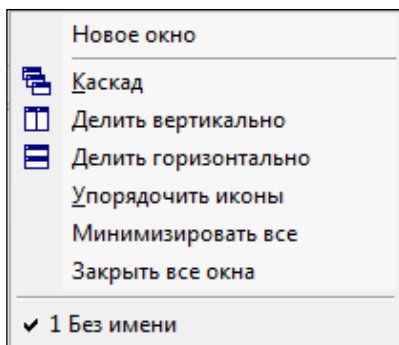 Новое окно
Каскад
Делить вертикально
Делить горизонтально
Упорядочить иконы
Минимизировать все
Закрыть все окна
1 Без имени